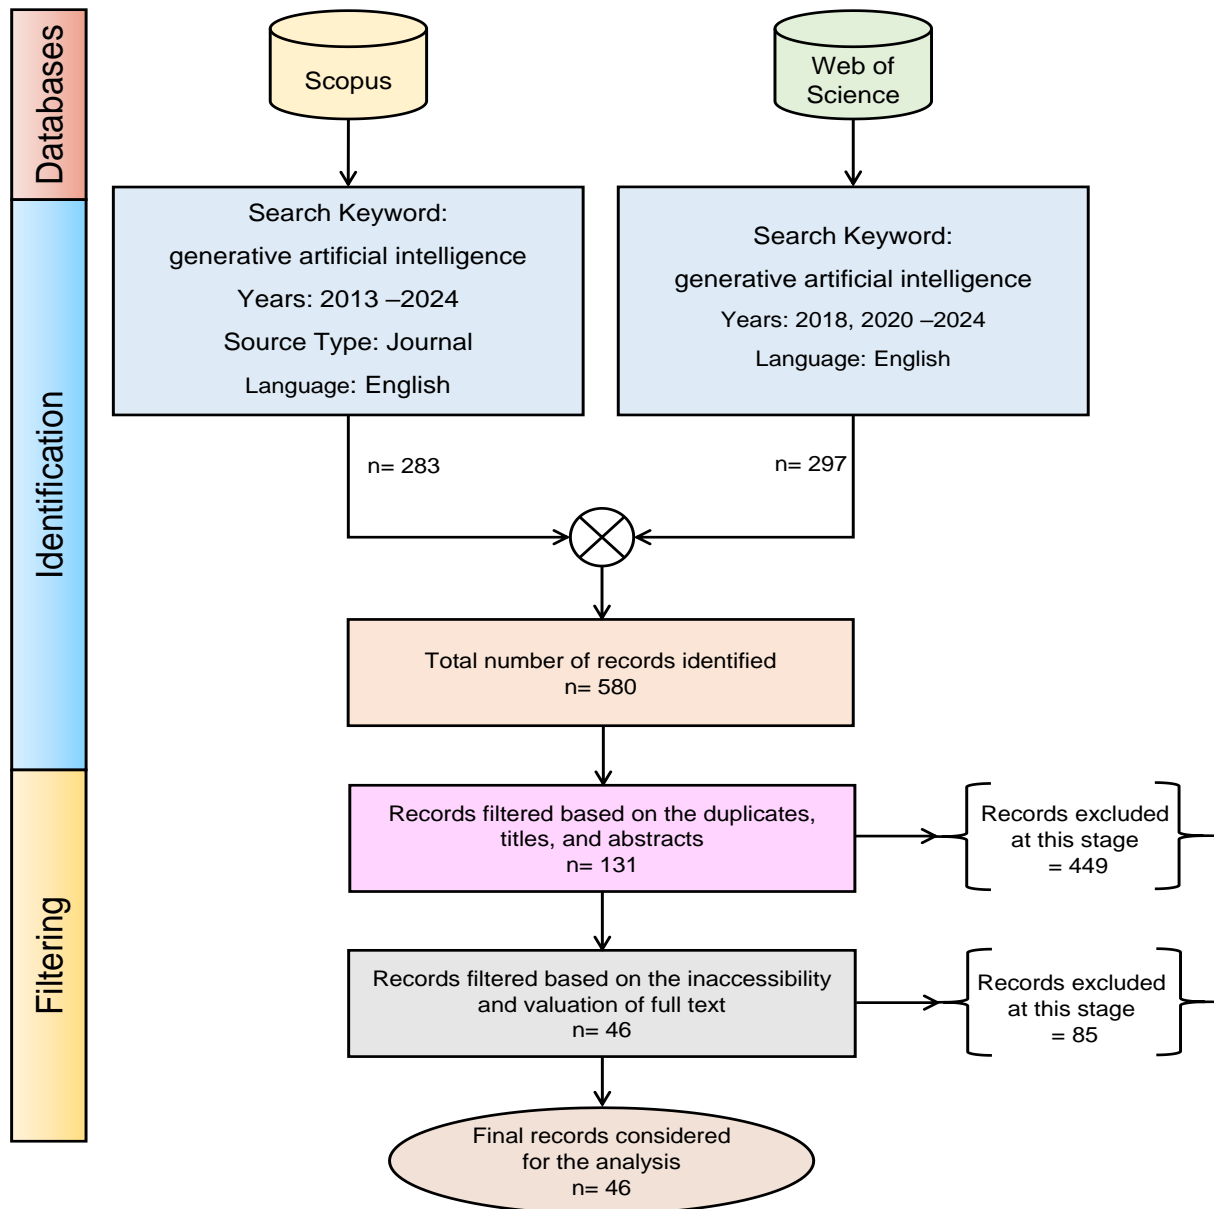 Databases
Scopus
Web of
Science
Identification
Search Keyword:
generative artificial intelligence
Years: 2013 –2024
Source Type: Journal
Language: English
Search Keyword:
generative artificial intelligence
Years: 2018, 2020 –2024
Language: English
n= 283
n= 297
Total number of records identified
n= 580
Filtering
Records filtered based on the duplicates,
titles, and abstracts
n= 131
Records excluded
at this stage
= 449
Records filtered based on the inaccessibility
and valuation of full text
n= 46
Records excluded
at this stage
= 85
Final records considered
for the analysis
n= 46